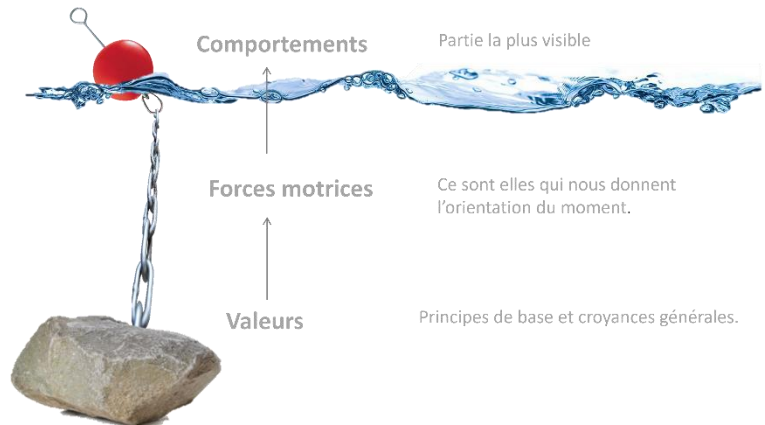 Comportements
Partie la plus visible
Forces motrices
Ce sont elles qui nous donnent
l'orientation du moment.
Valeurs
Principes de base et croyances générales.